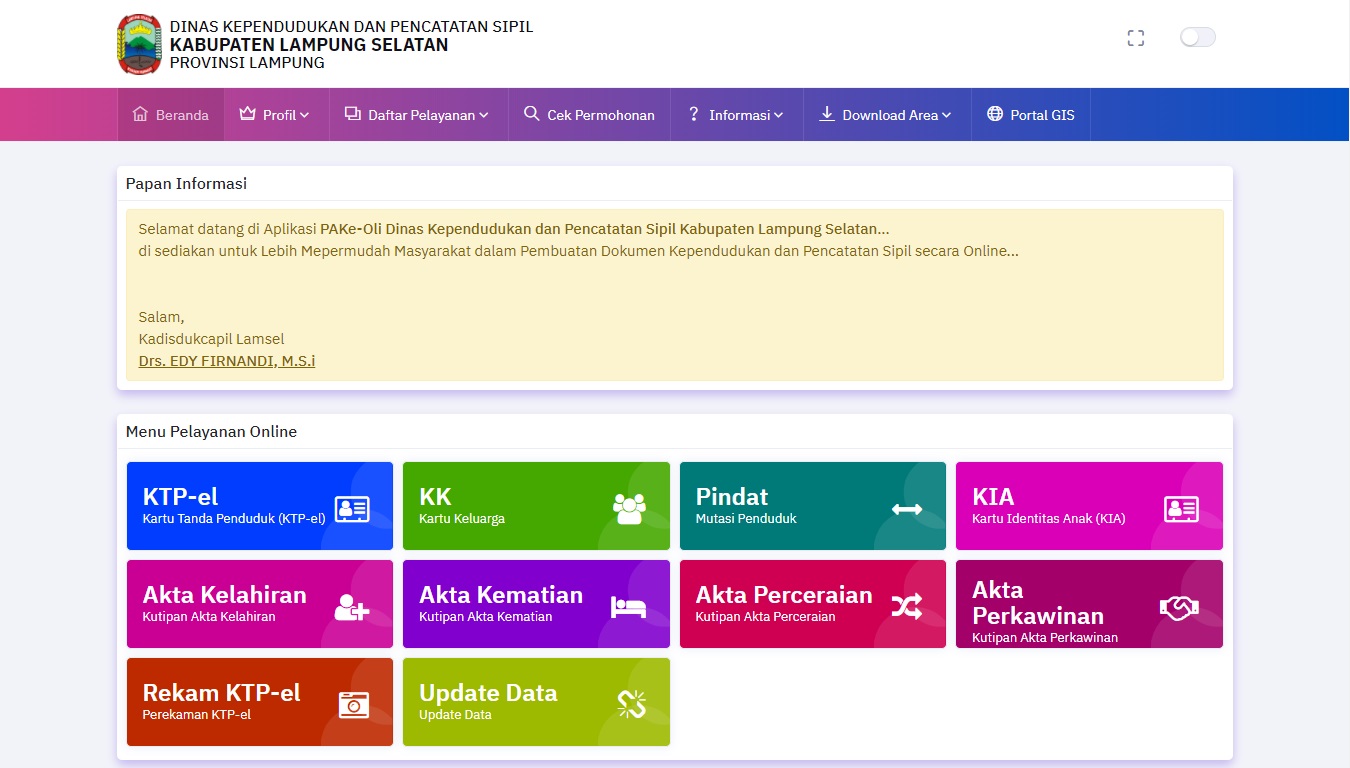 DINAS KEPENDUDUKAN DAN PENCATATAN SIPIL
KABUPATEN LAMPUNG SELATAN
PROVINSI LAMPUNG
Beranda
Profil
Daftar Pelayanan
Cek Permohonan
Informasi
Download Area
Portal GIS
Papan Informasi
Selamat datang di Aplikasi PAKe-Oli Dinas Kependudukan dan Pencatatan Sipil Kabupaten Lampung Selatan...
di sediakan untuk Lebih Mepermudah Masyarakat dalam Pembuatan Dokumen Kependudukan dan Pencatatan Sipil secara Online...
Salam,
Kadisdukcapil Lamsel
Drs. EDY FIRNANDI, M.S.i
Menu Pelayanan Online
KTP-el
Kartu Tanda Penduduk (KTP-el)
KK
Kartu Keluarga
Pindat
Mutasi Penduduk
KIA
Kartu Identitas Anak (KIA)
Akta Kelahiran
Kutipan Akta Kelahiran
Akta Kematian
Kutipan Akta Kematian
Akta Perceraian
Kutipan Akta Perceraian
Akta
Perkawinan
Kutipan Akta Perkawinan
Rekam KTP-el
Perekaman KTP-el
Update Data
Update Data